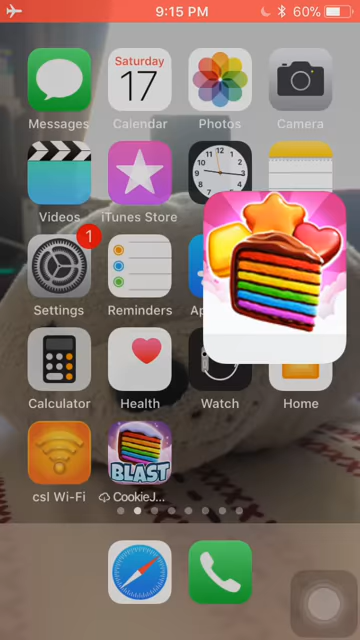 9:15 PM
60%
Saturday
17
Messages
Calendar
Photos
Camera
Videos
iTunes Store
1
Settings
Reminders
Ap
Calculator
Health
Watch
Home
BLAST
csl Wi-Fi
CookieJ...